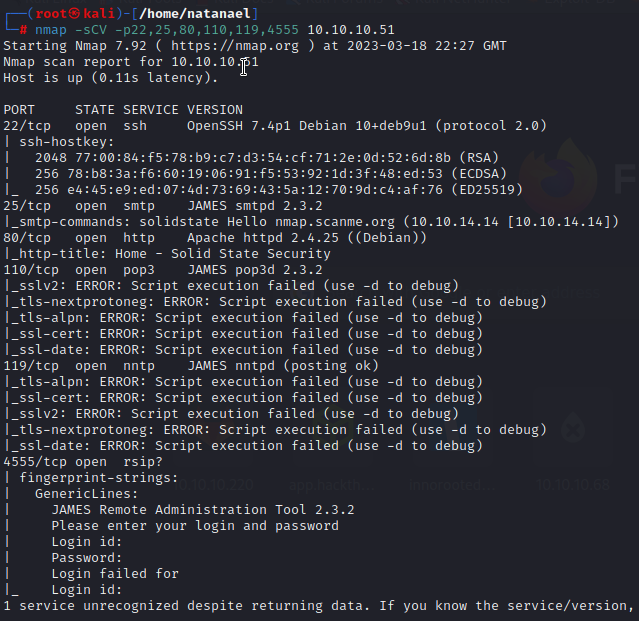 ┌──(root㉿kali)-[/home/natanael]
└─# nmap -sCV -p22,25,80,110,119,4555 10.10.10.51
Starting Nmap 7.92 ( https://nmap.org ) at 2023-03-18 22:27 GMT
Nmap scan report for 10.10.10.51
Host is up (0.11s latency).
PORT     STATE SERVICE VERSION
22/tcp   open  ssh     OpenSSH 7.4p1 Debian 10+deb9u1 (protocol 2.0)
| ssh-hostkey:
|   2048 77:00:84:f5:78:b9:c7:d3:54:cf:71:2e:0d:52:6d:8b (RSA)
|   256 78:b8:3a:f6:60:19:06:91:f5:53:92:1d:3f:48:ed:53 (ECDSA)
|_  256 e4:45:e9:ed:07:4d:73:69:43:5a:12:70:9d:c4:af:76 (ED25519)
25/tcp   open  smtp    JAMES smtpd 2.3.2
|_smtp-commands: solidstate Hello nmap.scanme.org (10.10.14.14 [10.10.14.14])
80/tcp   open  http    Apache httpd 2.4.25 ((Debian))
|_http-title: Home - Solid State Security
110/tcp  open  pop3    JAMES pop3d 2.3.2
|_sslv2: ERROR: Script execution failed (use -d to debug)
|_tls-nextprotoneg: ERROR: Script execution failed (use -d to debug)
|_tls-alpn: ERROR: Script execution failed (use -d to debug)
|_ssl-cert: ERROR: Script execution failed (use -d to debug)
|_ssl-date: ERROR: Script execution failed (use -d to debug)
119/tcp  open  nntp    JAMES nntpd (posting ok)
|_tls-alpn: ERROR: Script execution failed (use -d to debug)
|_ssl-cert: ERROR: Script execution failed (use -d to debug)
|_sslv2: ERROR: Script execution failed (use -d to debug)
|_tls-nextprotoneg: ERROR: Script execution failed (use -d to debug)
|_ssl-date: ERROR: Script execution failed (use -d to debug)
4555/tcp open  rsip?
| fingerprint-strings:
|   GenericLines:
|     JAMES Remote Administration Tool 2.3.2
|     Please enter your login and password
|     Login id:
|     Password:
|     Login failed for
|_    Login id:
1 service unrecognized despite returning data. If you know the service/version,